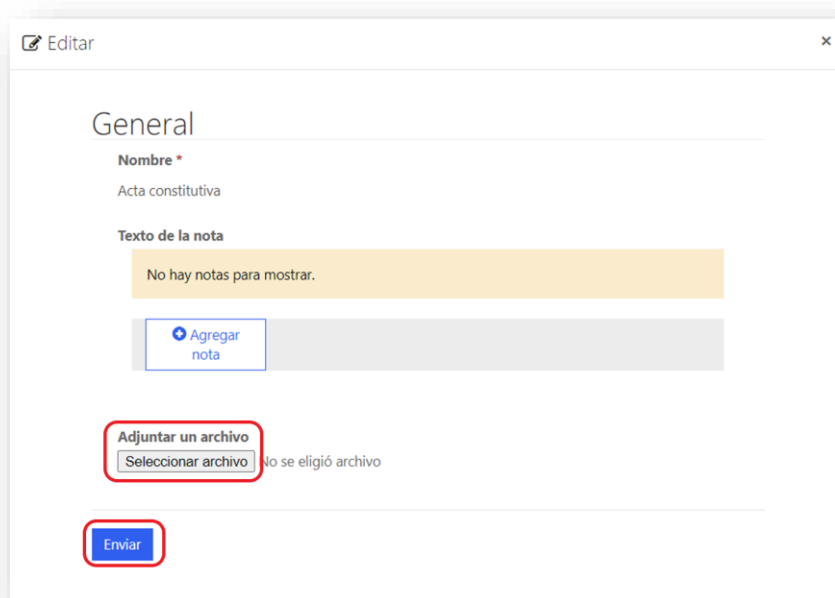 Editar
×
General
Nombre *
Acta constitutiva
Texto de la nota
No hay notas para mostrar.
Agregar
nota
Adjuntar un archivo
Seleccionar archivo No se eligió archivo
Enviar